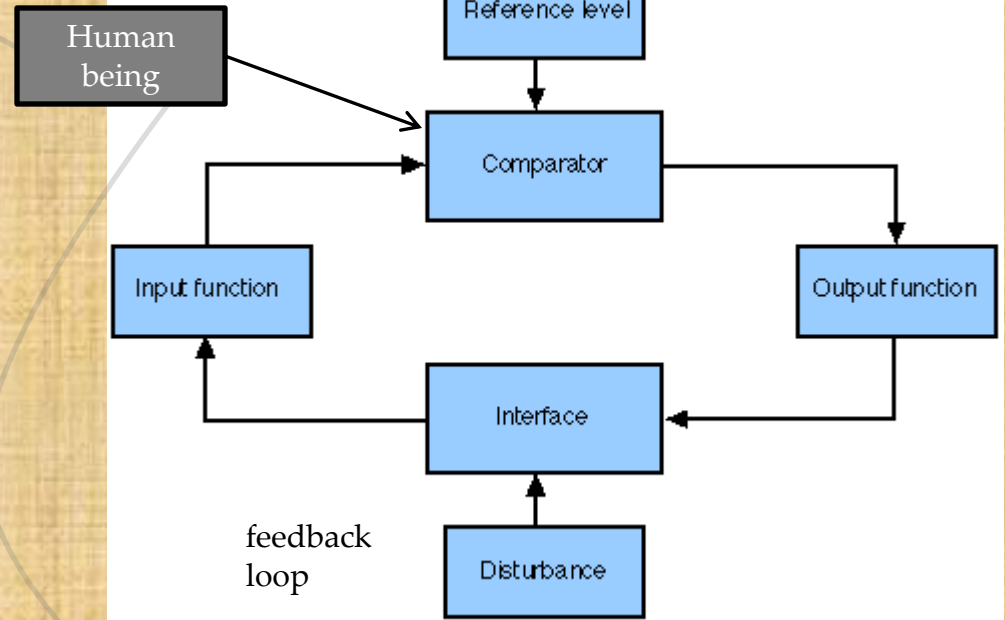 Reference level
Human
being
Comparator
Input function
Output function
Interface
feedback
loop
Disturbance